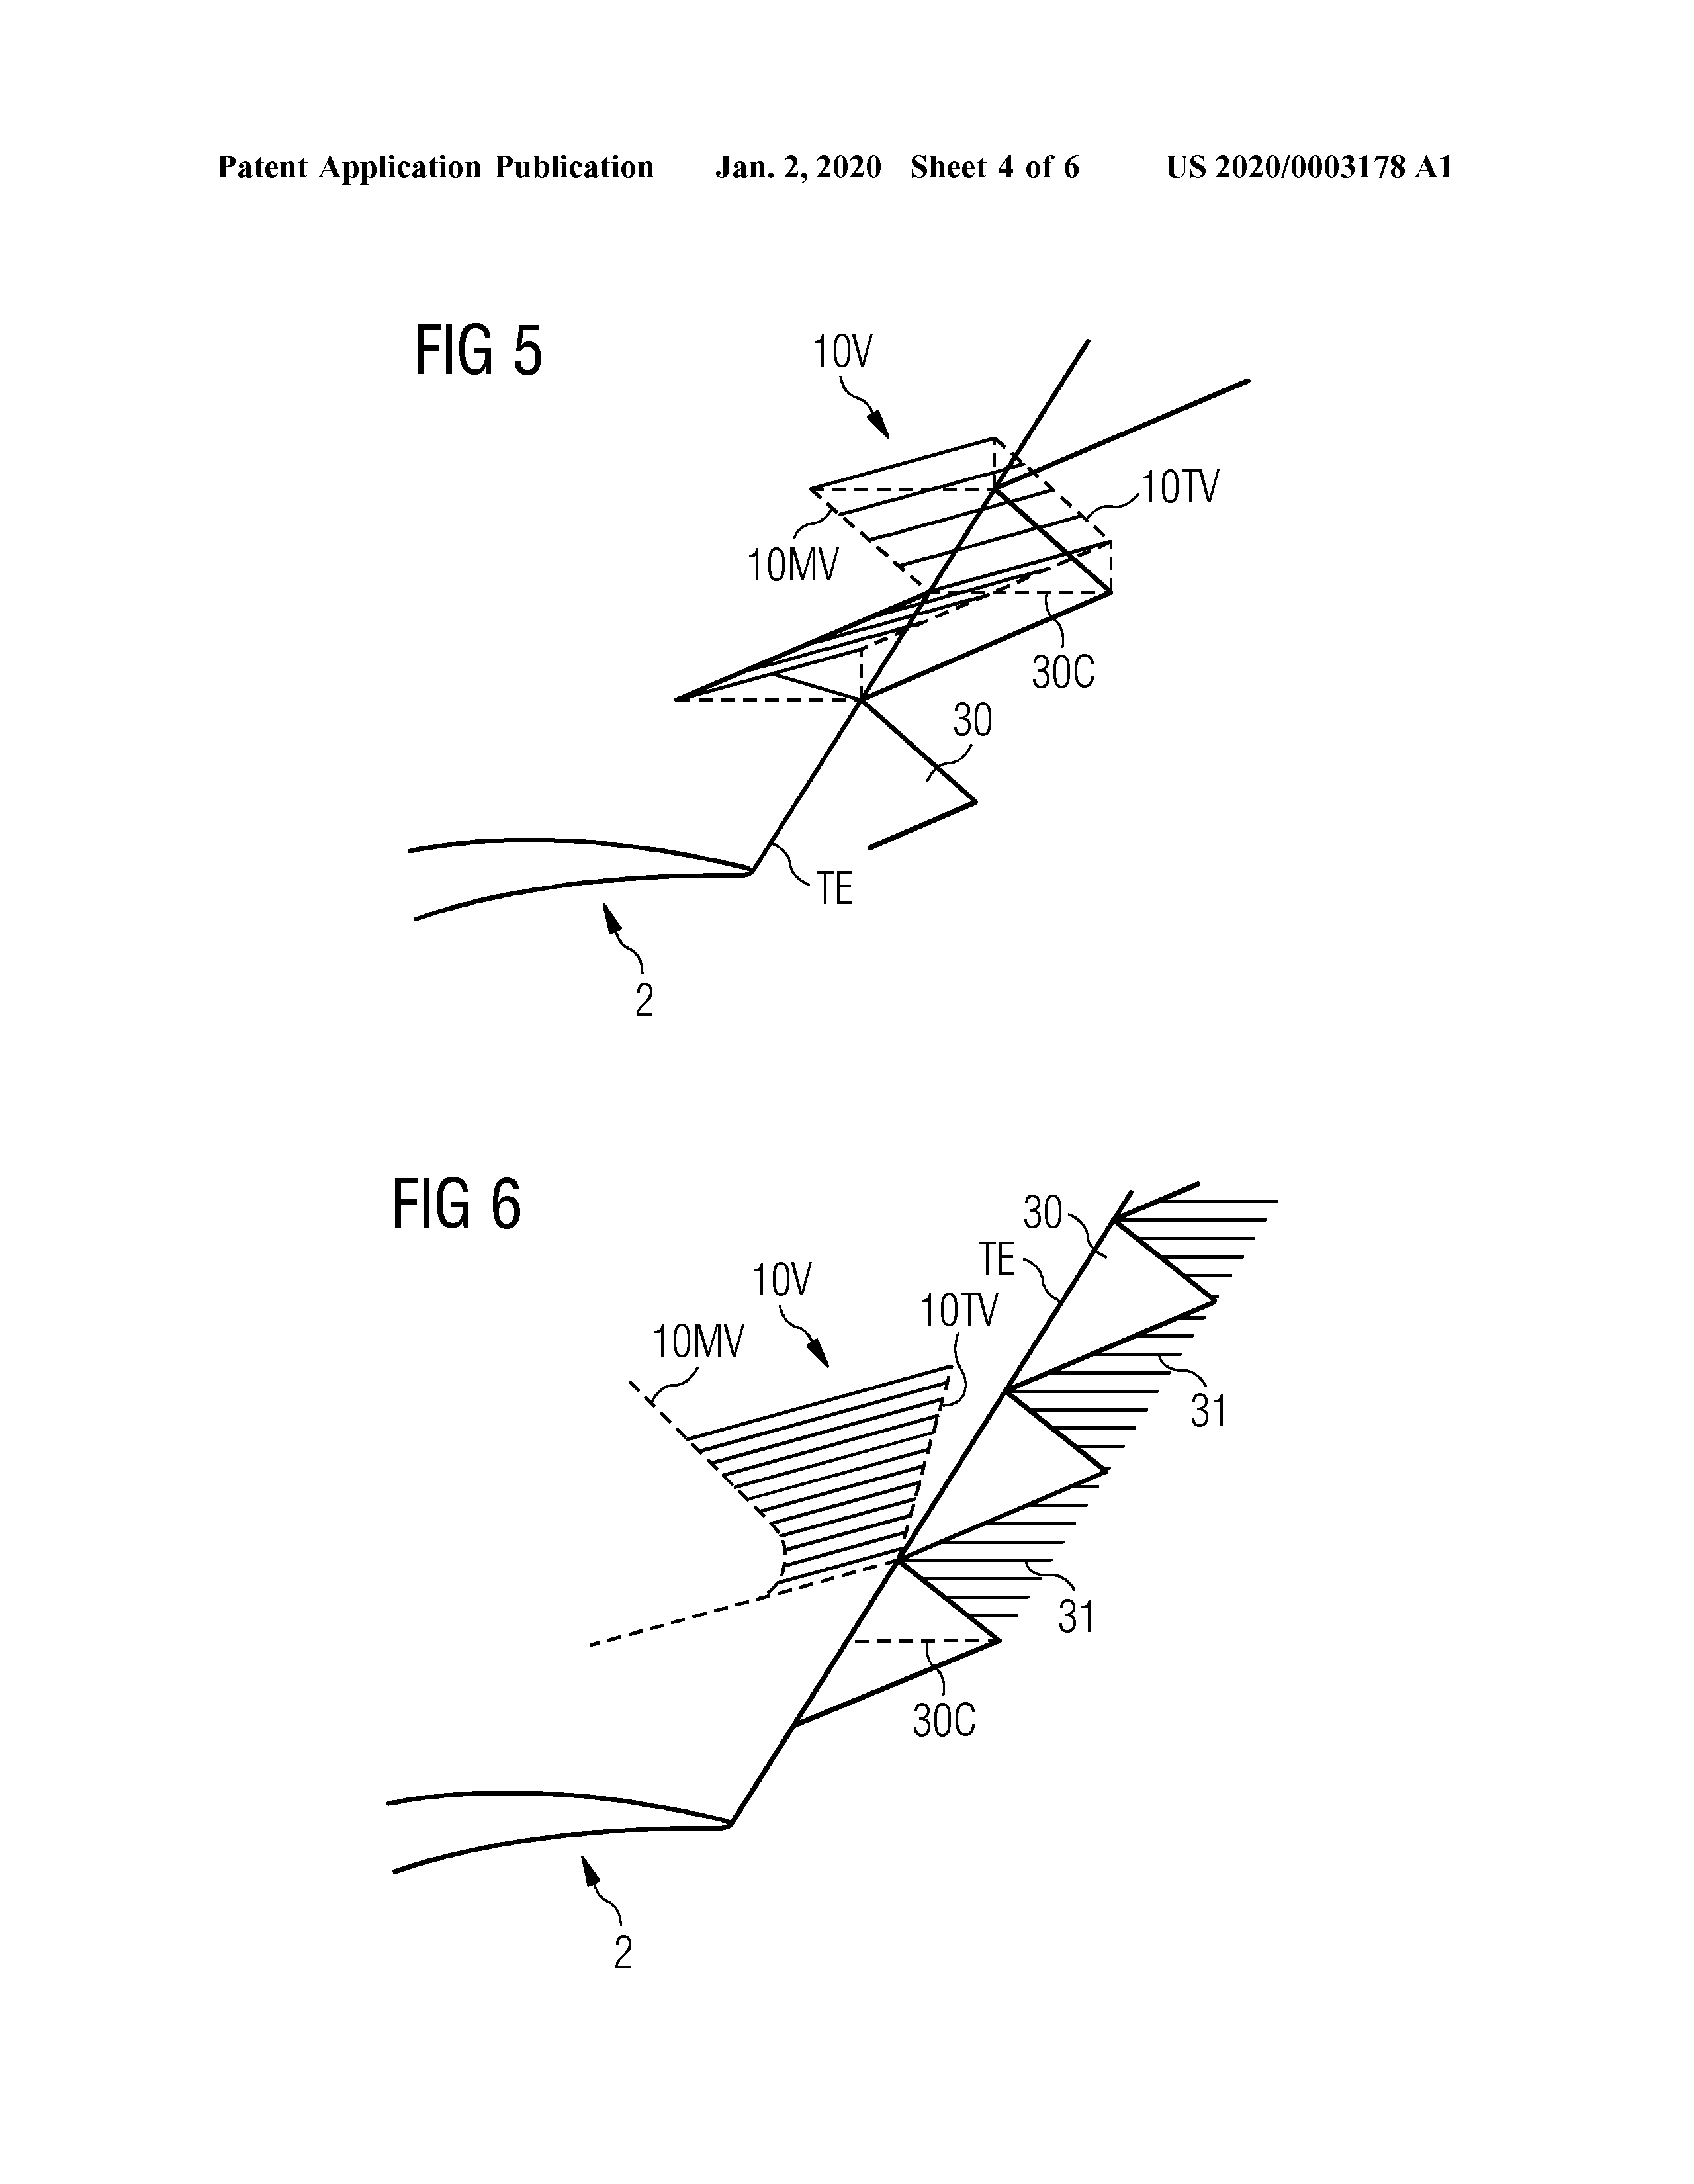 Patent Application Publication Jan. 2, 2020 Sheet 4 of 6 US 2020/0003178 A1
FIG 5
10V
10TV
10MV
30C
30
TE
2
FIG 6
30
TE
10V
10TV
10MV
31
31
30C
2